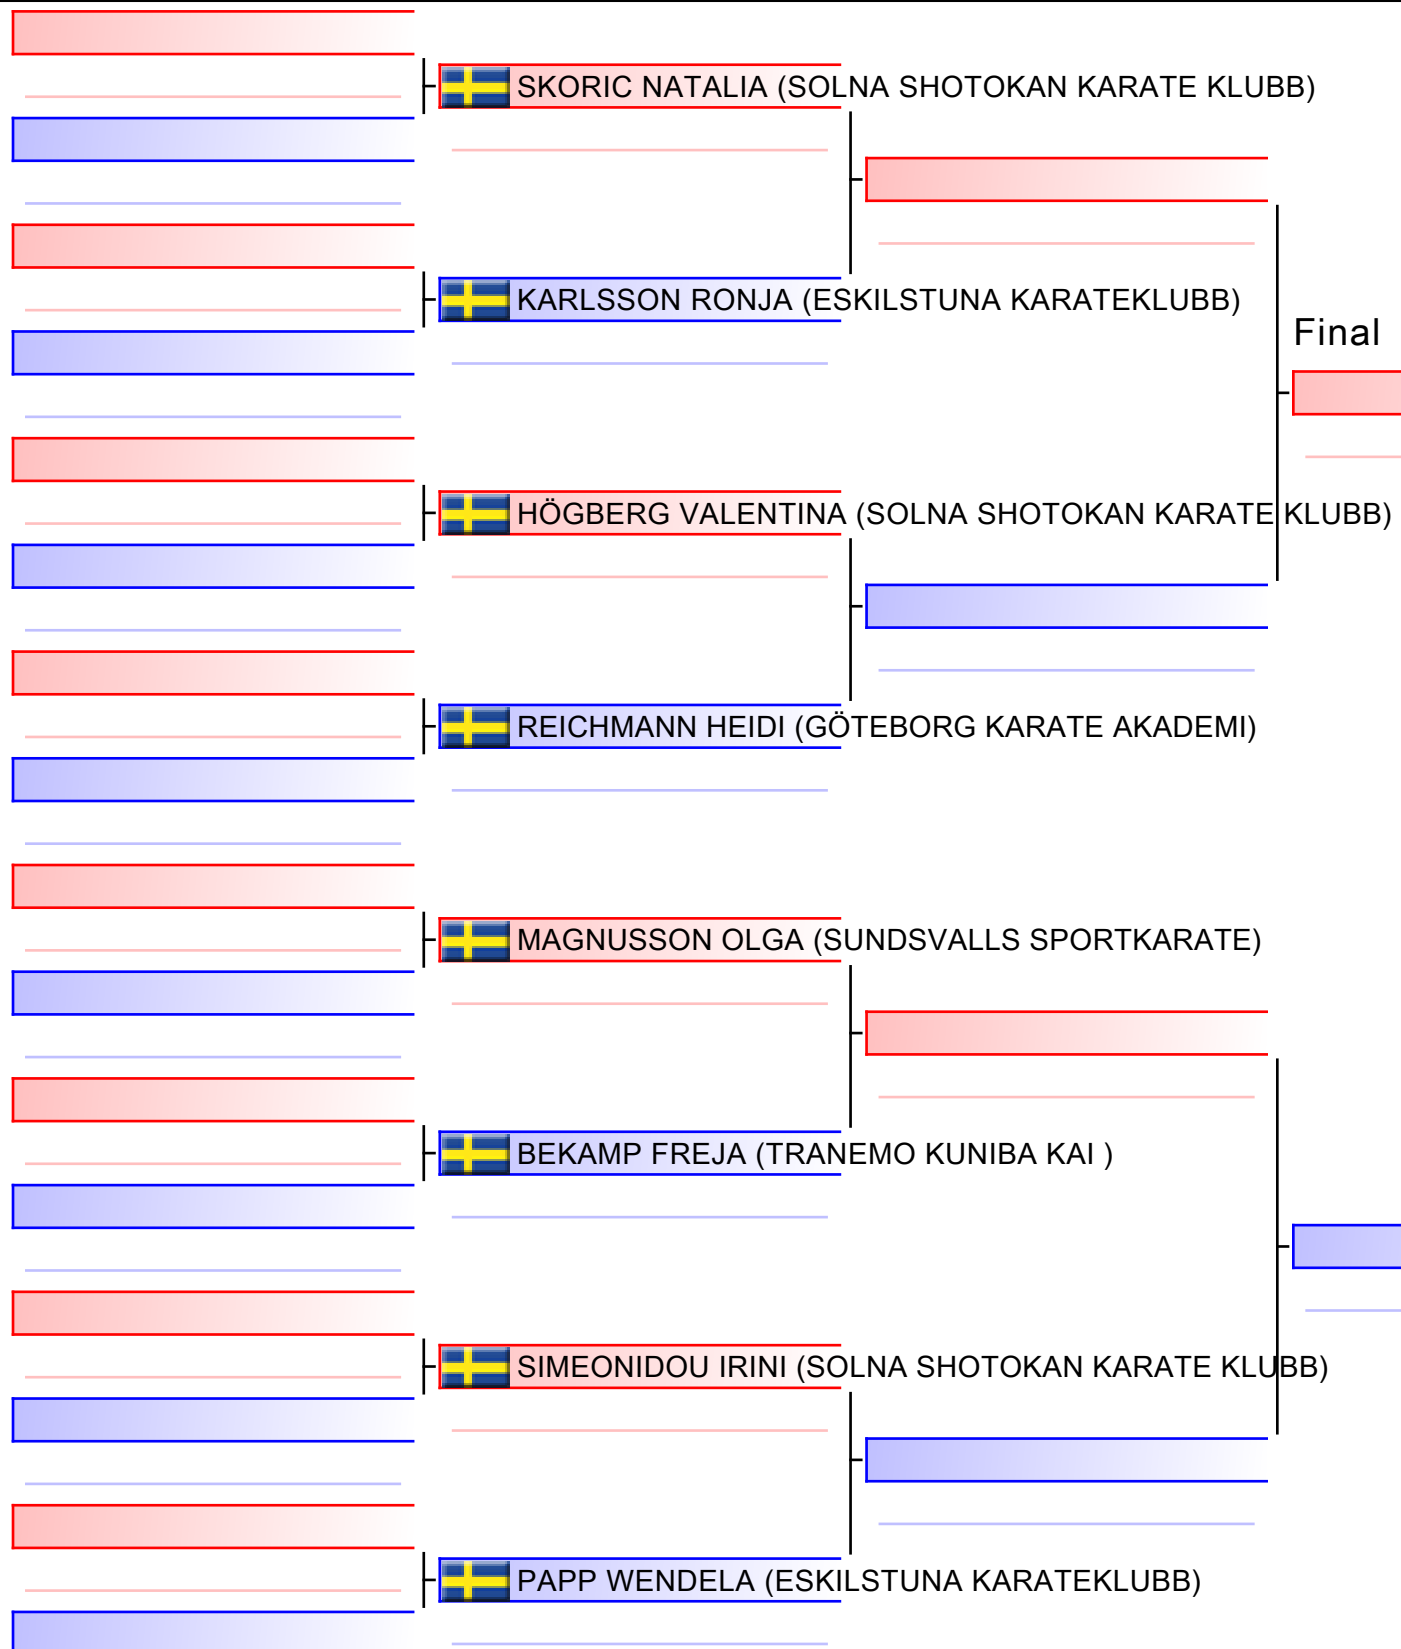 SKORIC NATALIA (SOLNA SHOTOKAN KARATE KLUBB)
KARLSSON RONJA (ESKILSTUNA KARATEKLUBB)
Final
HÖGBERG VALENTINA (SOLNA SHOTOKAN KARATE KLUBB)
REICHMANN HEIDI (GÖTEBORG KARATE AKADEMI)
MAGNUSSON OLGA (SUNDSVALLS SPORTKARATE)
BEKAMP FREJA (TRANEMO KUNIBA KAI )
SIMEONIDOU IRINI (SOLNA SHOTOKAN KARATE KLUBB)
PAPP WENDELA (ESKILSTUNA KARATEKLUBB)